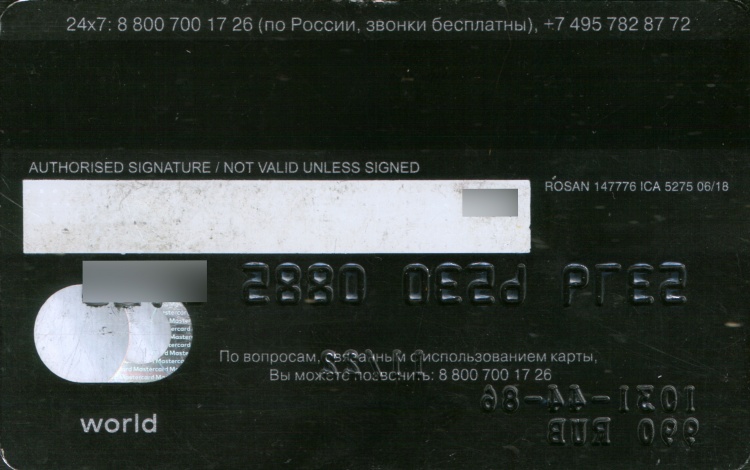 24x7: 8 800 700 17 26 (по России, звонки бесплатны), +7 495 782 87 72
AUTHORISED SIGNATURE / NOT VALID UNLESS SIGNED
ROSAN 147776 ICA 5275 06/18
По вопросам, связанным с использованием карты,
Вы можете позвонить: 8 800 700 17 26
world